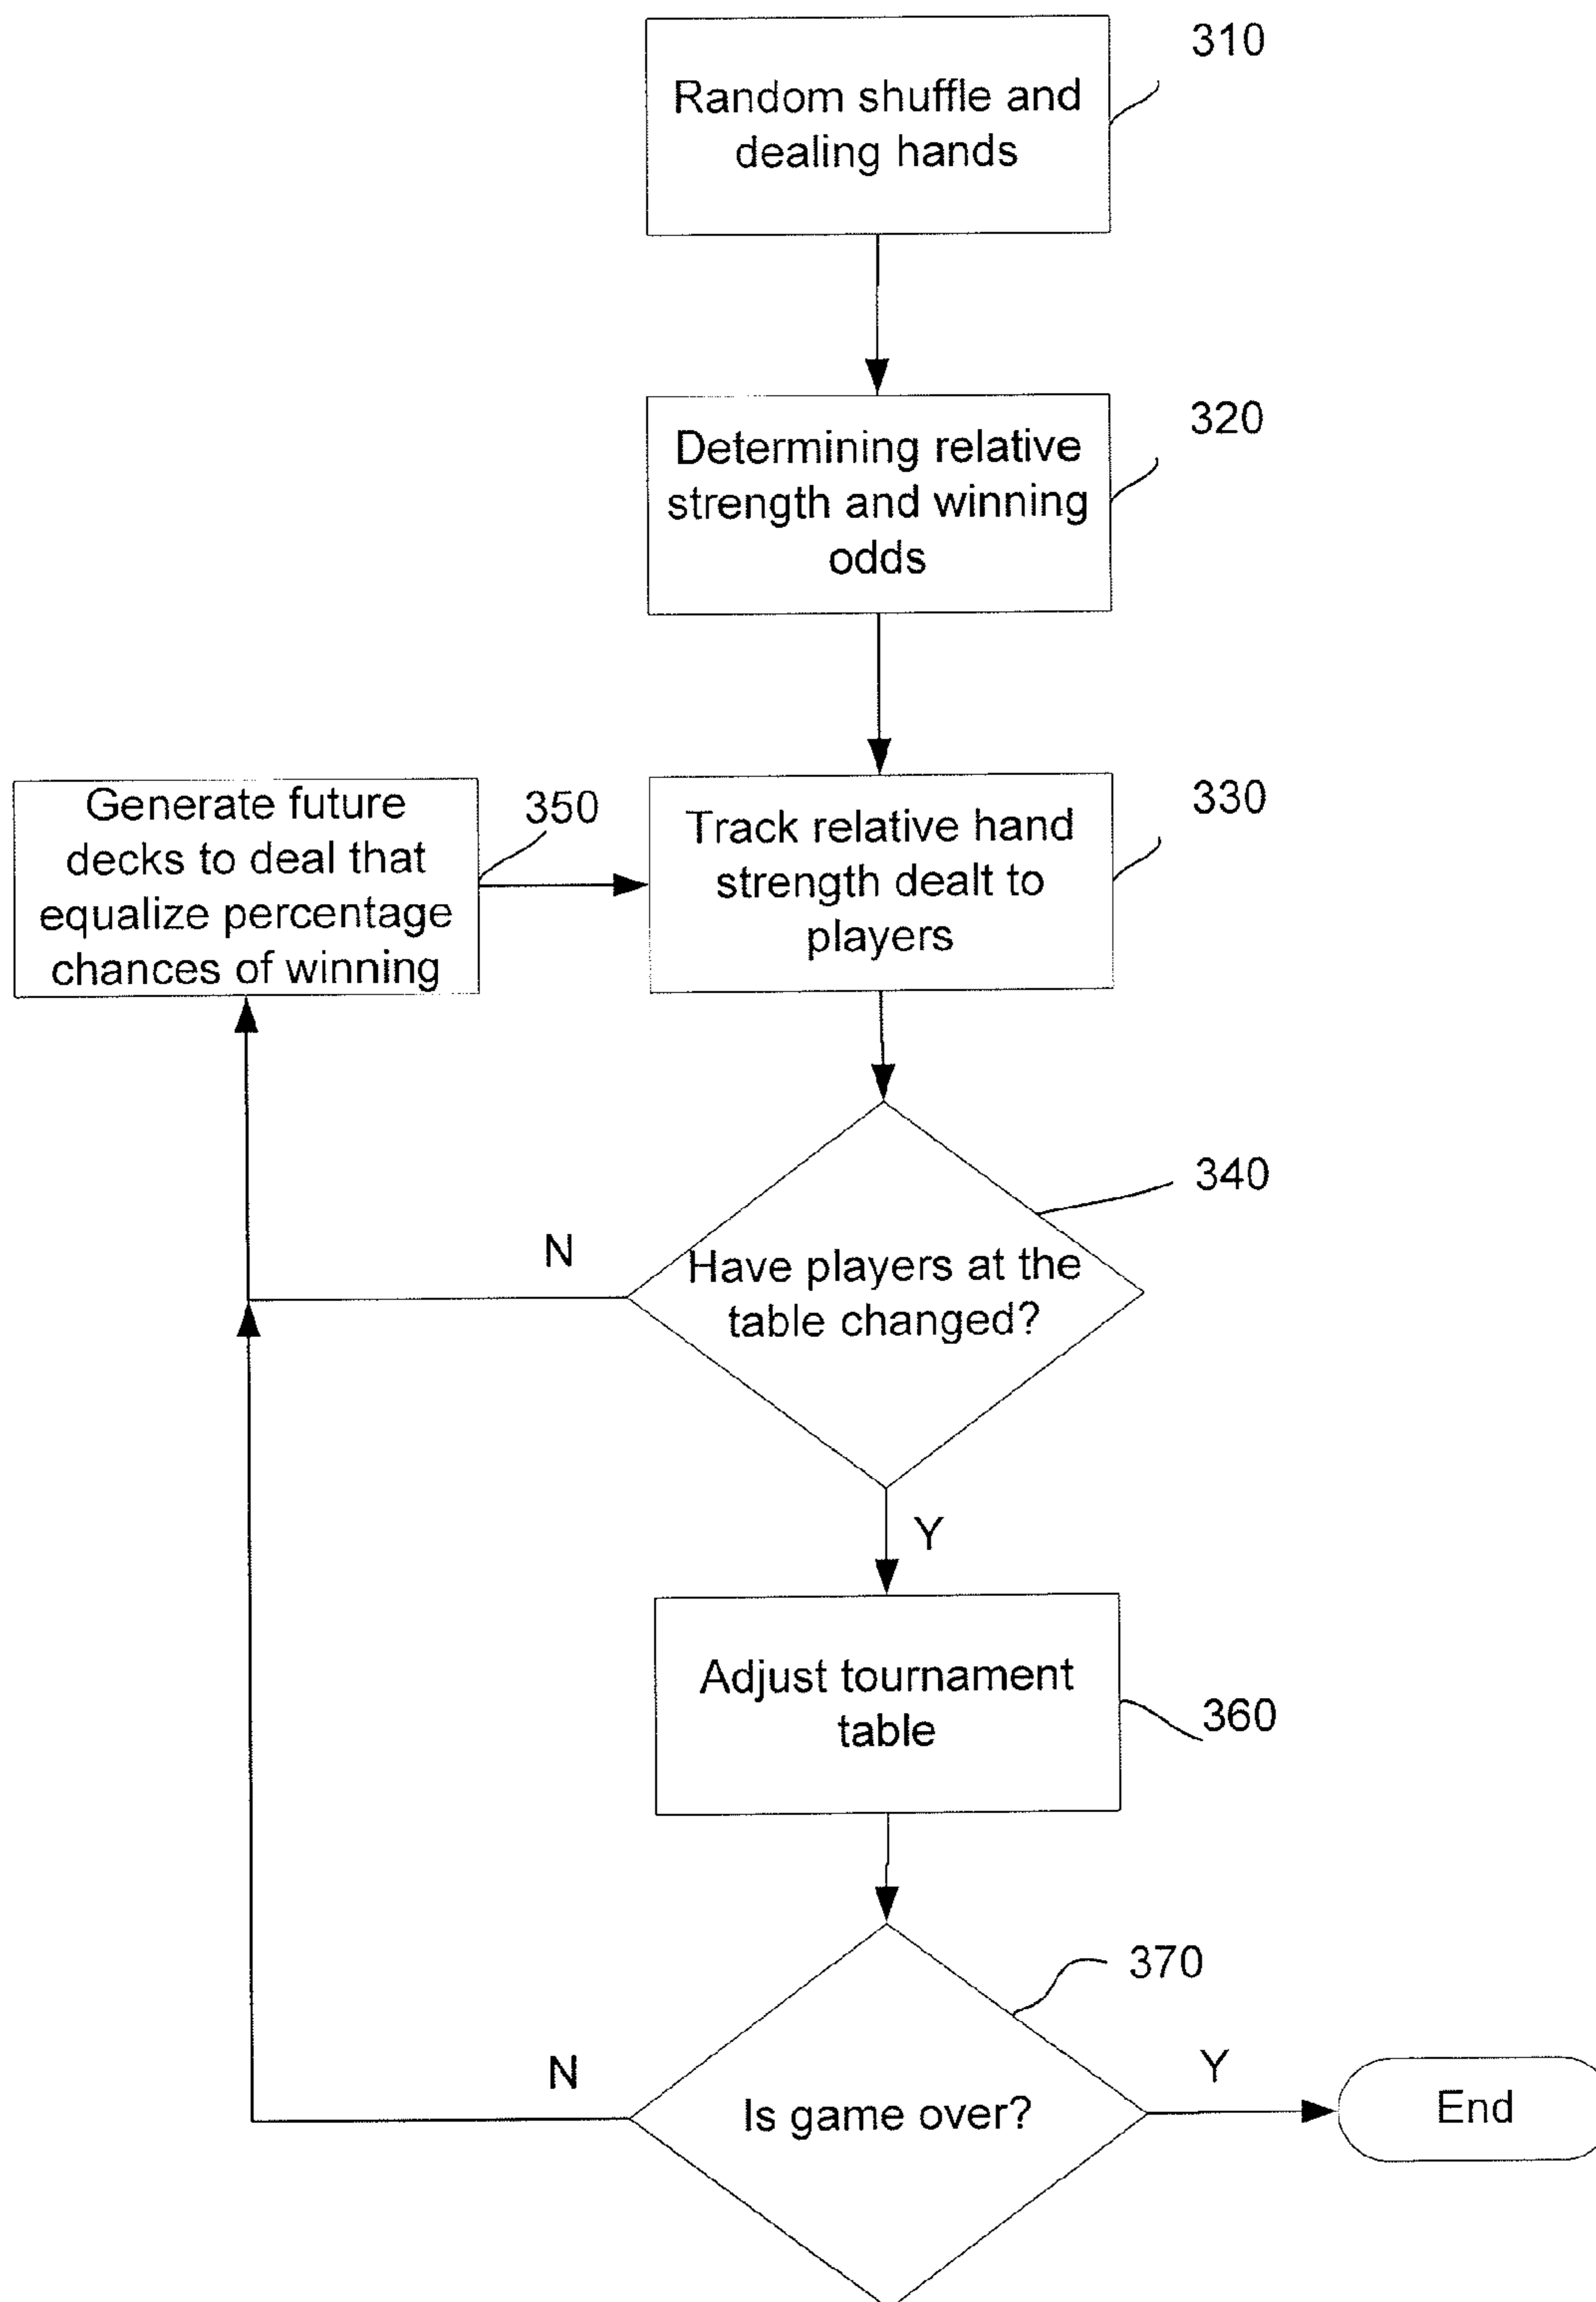 310
Random shuffle and
dealing hands
320
Determining relative
strength and winning
odds
Generate future
decks to deal that
equalize percentage
chances of winning
350
330
Track relative hand
strength dealt to
players
340
N
Have players at the
table changed?
Y
Adjust tournament
table
360
370
N
Is game over?
Y
End